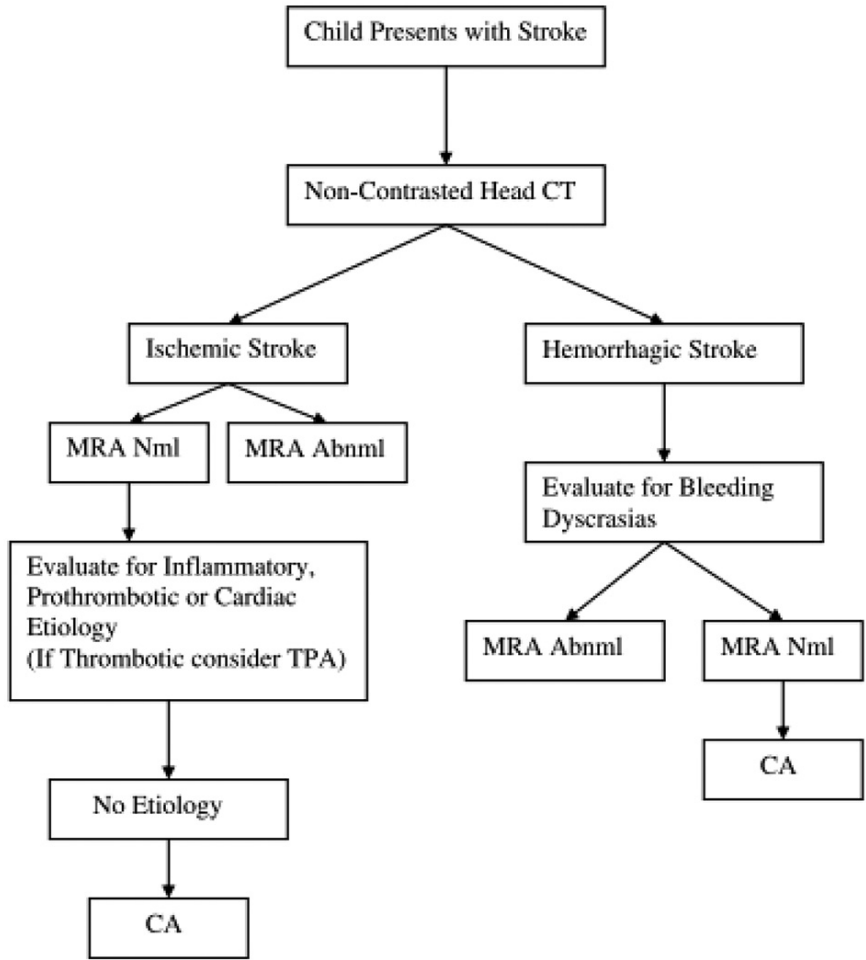 Child Presents with Stroke
Non-Contrasted Head CT
Ischemic Stroke
Hemorrhagic Stroke
MRA Nml
MRA Abnml
Evaluate for Bleeding
Dyscrasias
Evaluate for Inflammatory,
Prothrombotic or Cardiac
Etiology
(If Thrombotic consider TPA)
MRA Abnml
MRA Nml
CA
No Etiology
CA